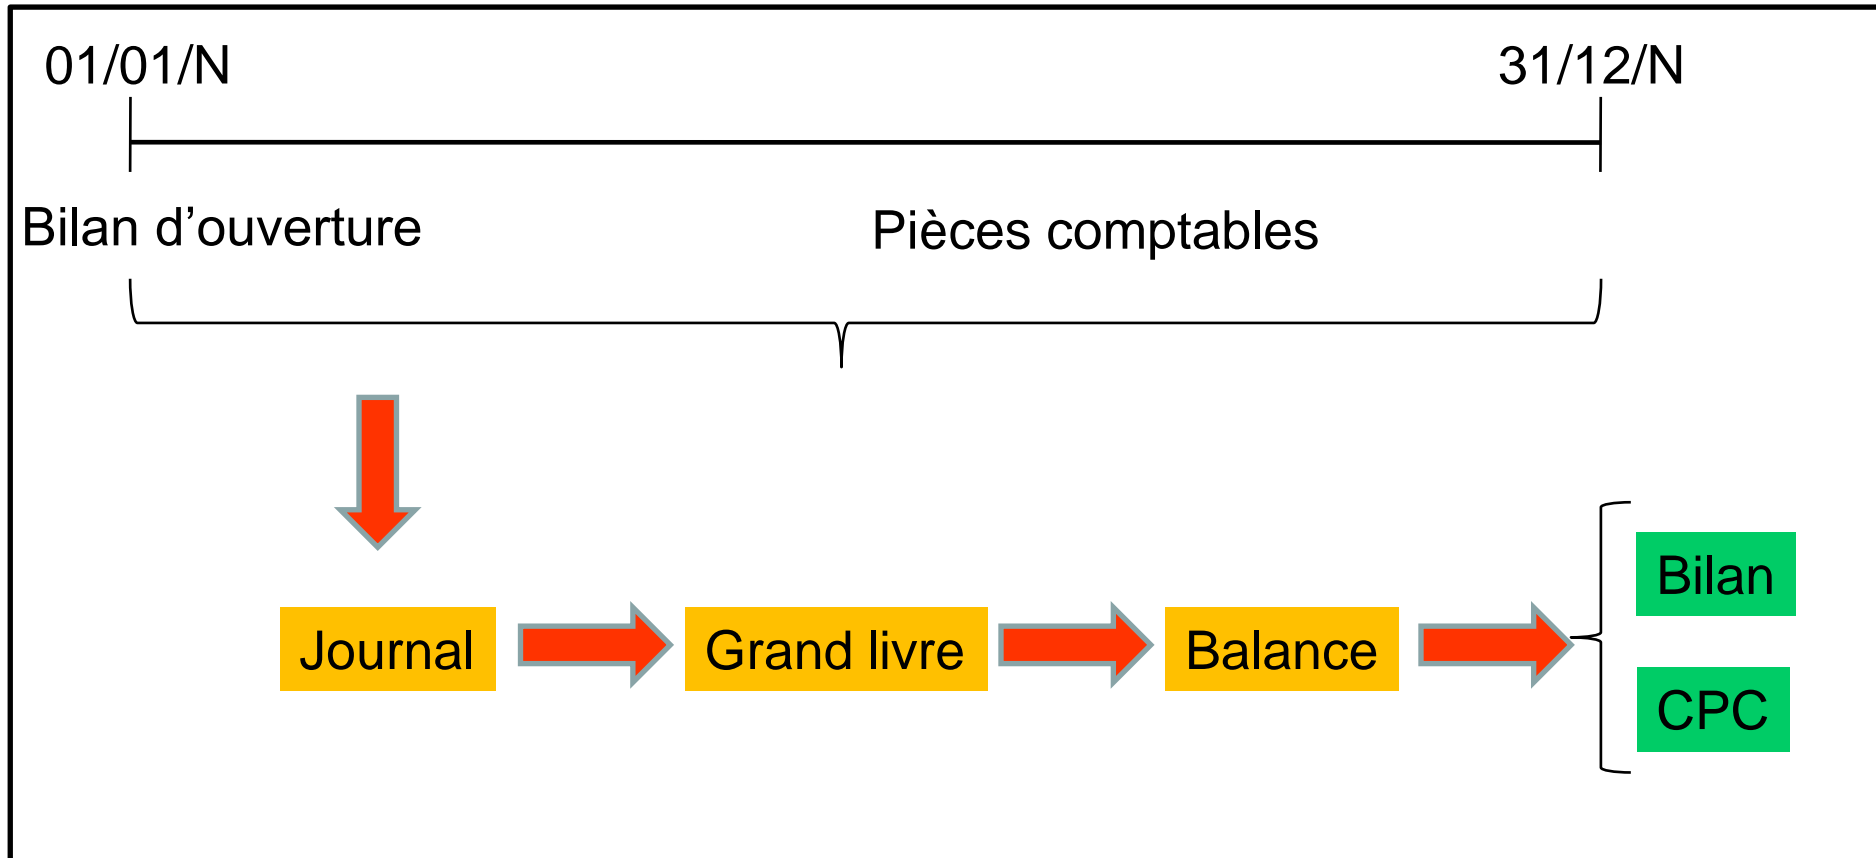 01/01/N
31/12/N
Bilan d’ouverture
Pièces comptables
Journal
Grand livre
Balance
Bilan
CPC